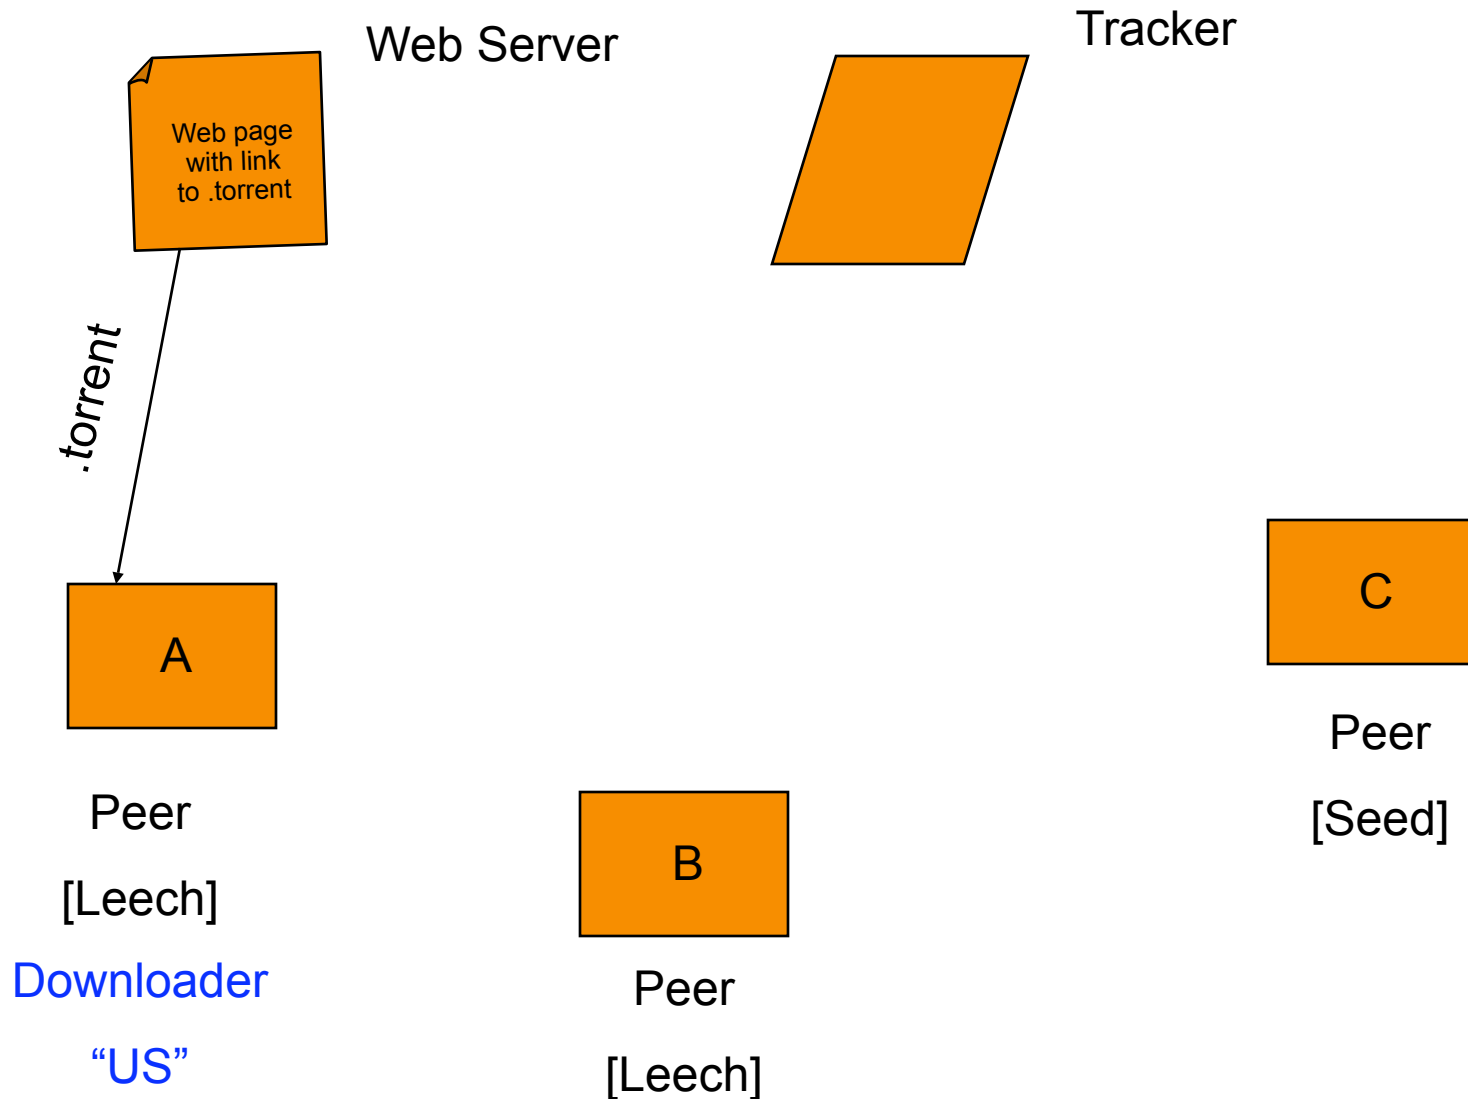 Web Server
Tracker
Web page
with link
to .torrent
.torrent
A
Peer
[Leech]
Downloader
“US”
B
Peer
[Leech]
C
Peer
[Seed]